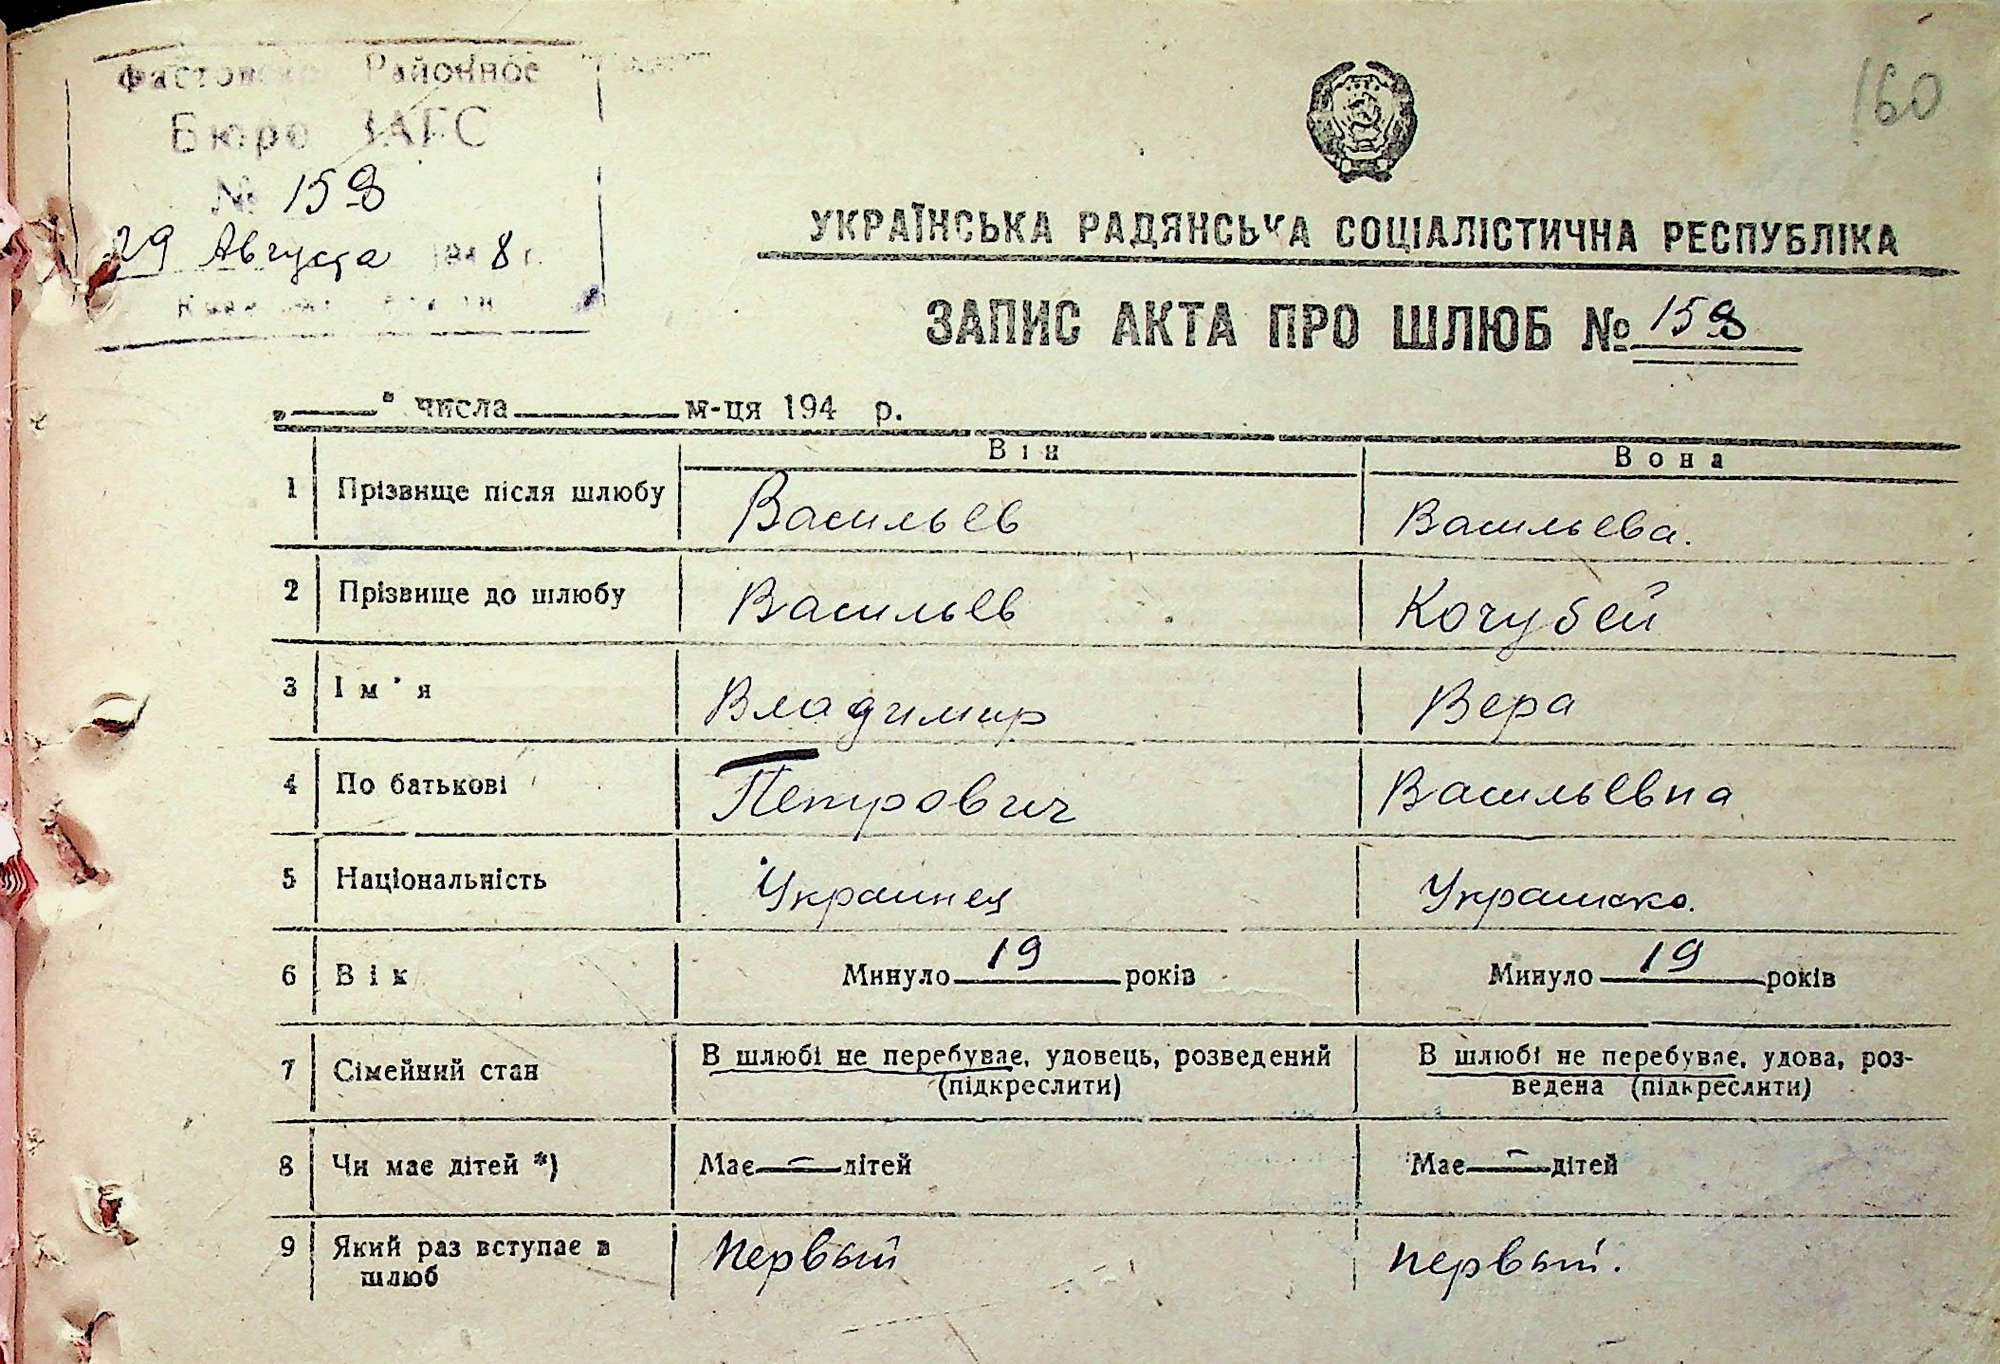 Районное
Бюро ЗАГС
№ 158
29 Августа 1948 г.
160
УКРАЇНСЬКА РАДЯНСЬКА СОЦІАЛІСТИЧНА РЕСПУБЛІКА
ЗАПИС АКТА ПРО ШЛЮБ № 158
„ " числа м-ця 194 р.
Він Вона
1 Прізвище після шлюбу Васильев Васильева.
2 Прізвище до шлюбу Васильев Кочубей
3 Ім'я Владимир Вера
4 По батькові Петрович Васильевна
5 Національність Украинец Украинка.
6 Вік Минуло 19 років Минуло 19 років
7 Сімейний стан В шлюбі не перебуває, удовець, розведений В шлюбі не перебуває, удова, роз-
(підкреслити) ведена (підкреслити)
8 Чи має дітей *) Має — дітей Має — дітей
9 Який раз вступає в первый первый.
шлюб